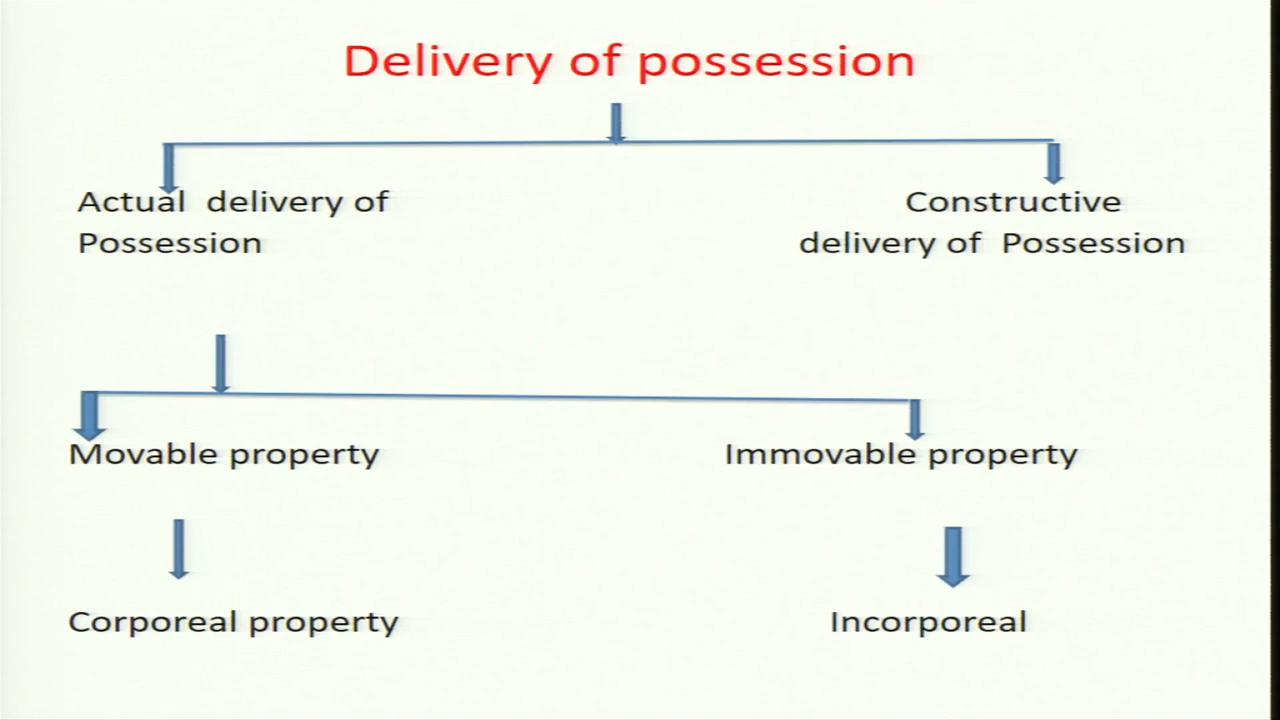 Delivery of possession
Actual delivery of
Possession
Constructive
delivery of Possession
Movable property
Immovable property
Corporeal property
Incorporeal